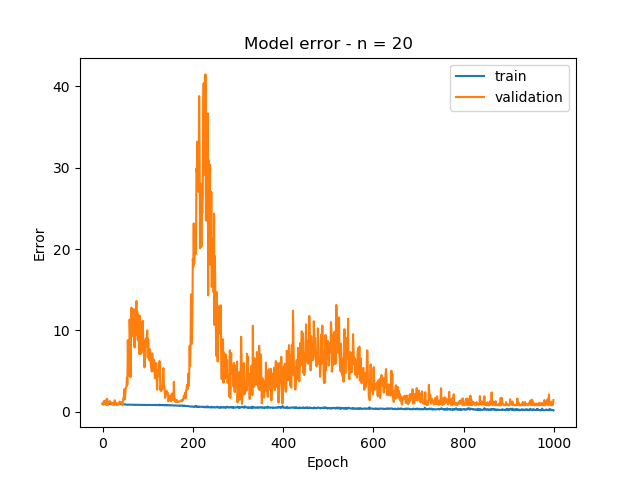 Model error - n = 20
train
validation
Error
40
30
20
10
0
0 200 400 600 800 1000
Epoch